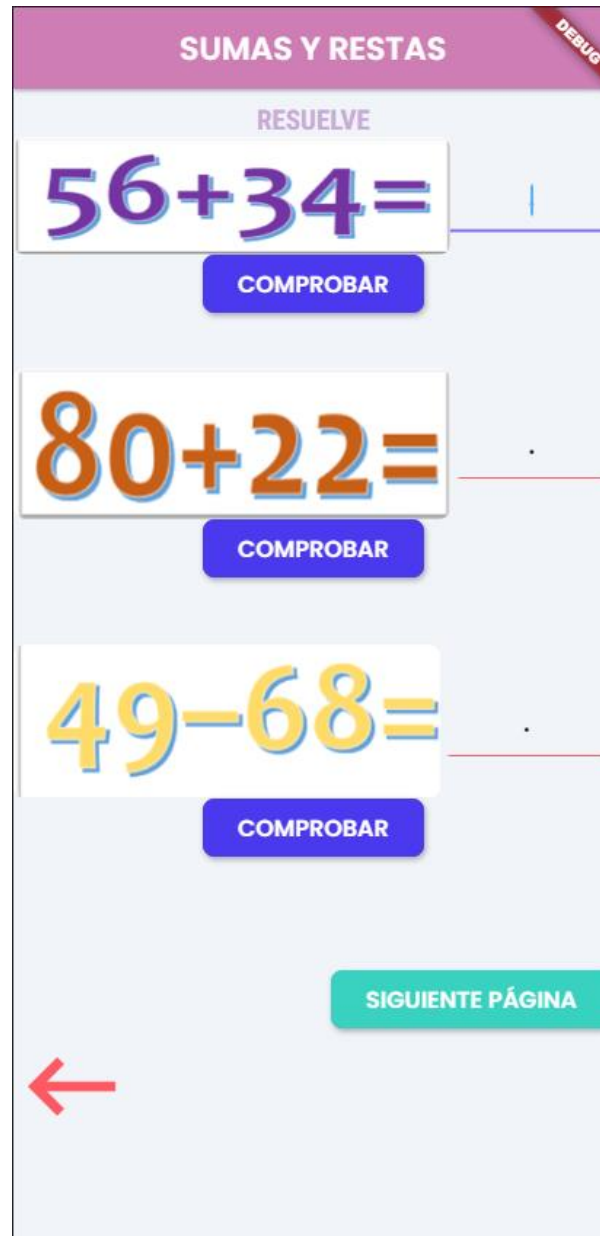 SUMAS Y RESTAS
DEBUG
RESUELVE
56+34=
COMPROBAR
80+22=
.
COMPROBAR
49–68=
.
COMPROBAR
SIGUIENTE PÁGINA